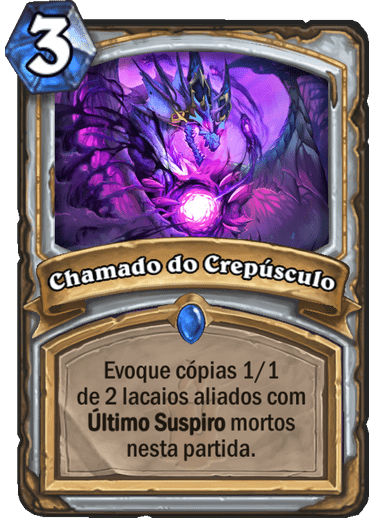 3
Chamado do Crepúsculo
Evoque cópias 1/1
de 2 lacaios aliados com
Último Suspiro mortos
nesta partida.